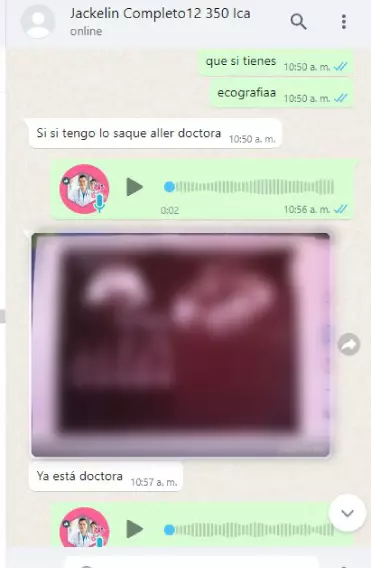 Jackelin Completo12 350 Ica
online
que si tienes 10:50 a. m.
ecografiaa 10:50 a. m.
Si si tengo lo saque aller doctora 10:50 a. m.
0:02 10:56 a. m.
Ya está doctora 10:57 a. m.